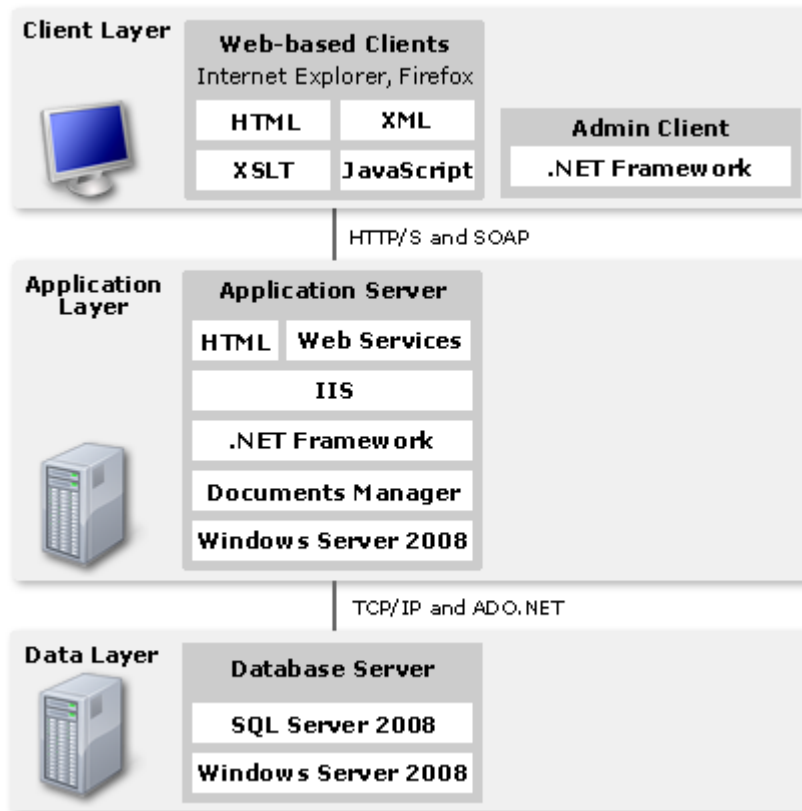 Client Layer
Web-based Clients
Internet Explorer, Firefox
HTML
XML
XSLT
JavaScript
Admin Client
.NET Framework
HTTP/S and SOAP
Application
Layer
Application Server
HTML
Web Services
IIS
.NET Framework
Documents Manager
Windows Server 2008
TCP/IP and ADO.NET
Data Layer
Database Server
SQL Server 2008
Windows Server 2008